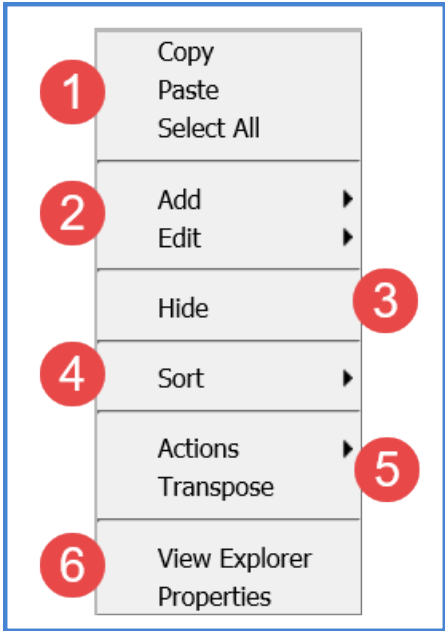 Copy
1
Paste
Select All
2
Add
Edit
Hide
3
4
Sort
Actions
5
Transpose
6
View Explorer
Properties